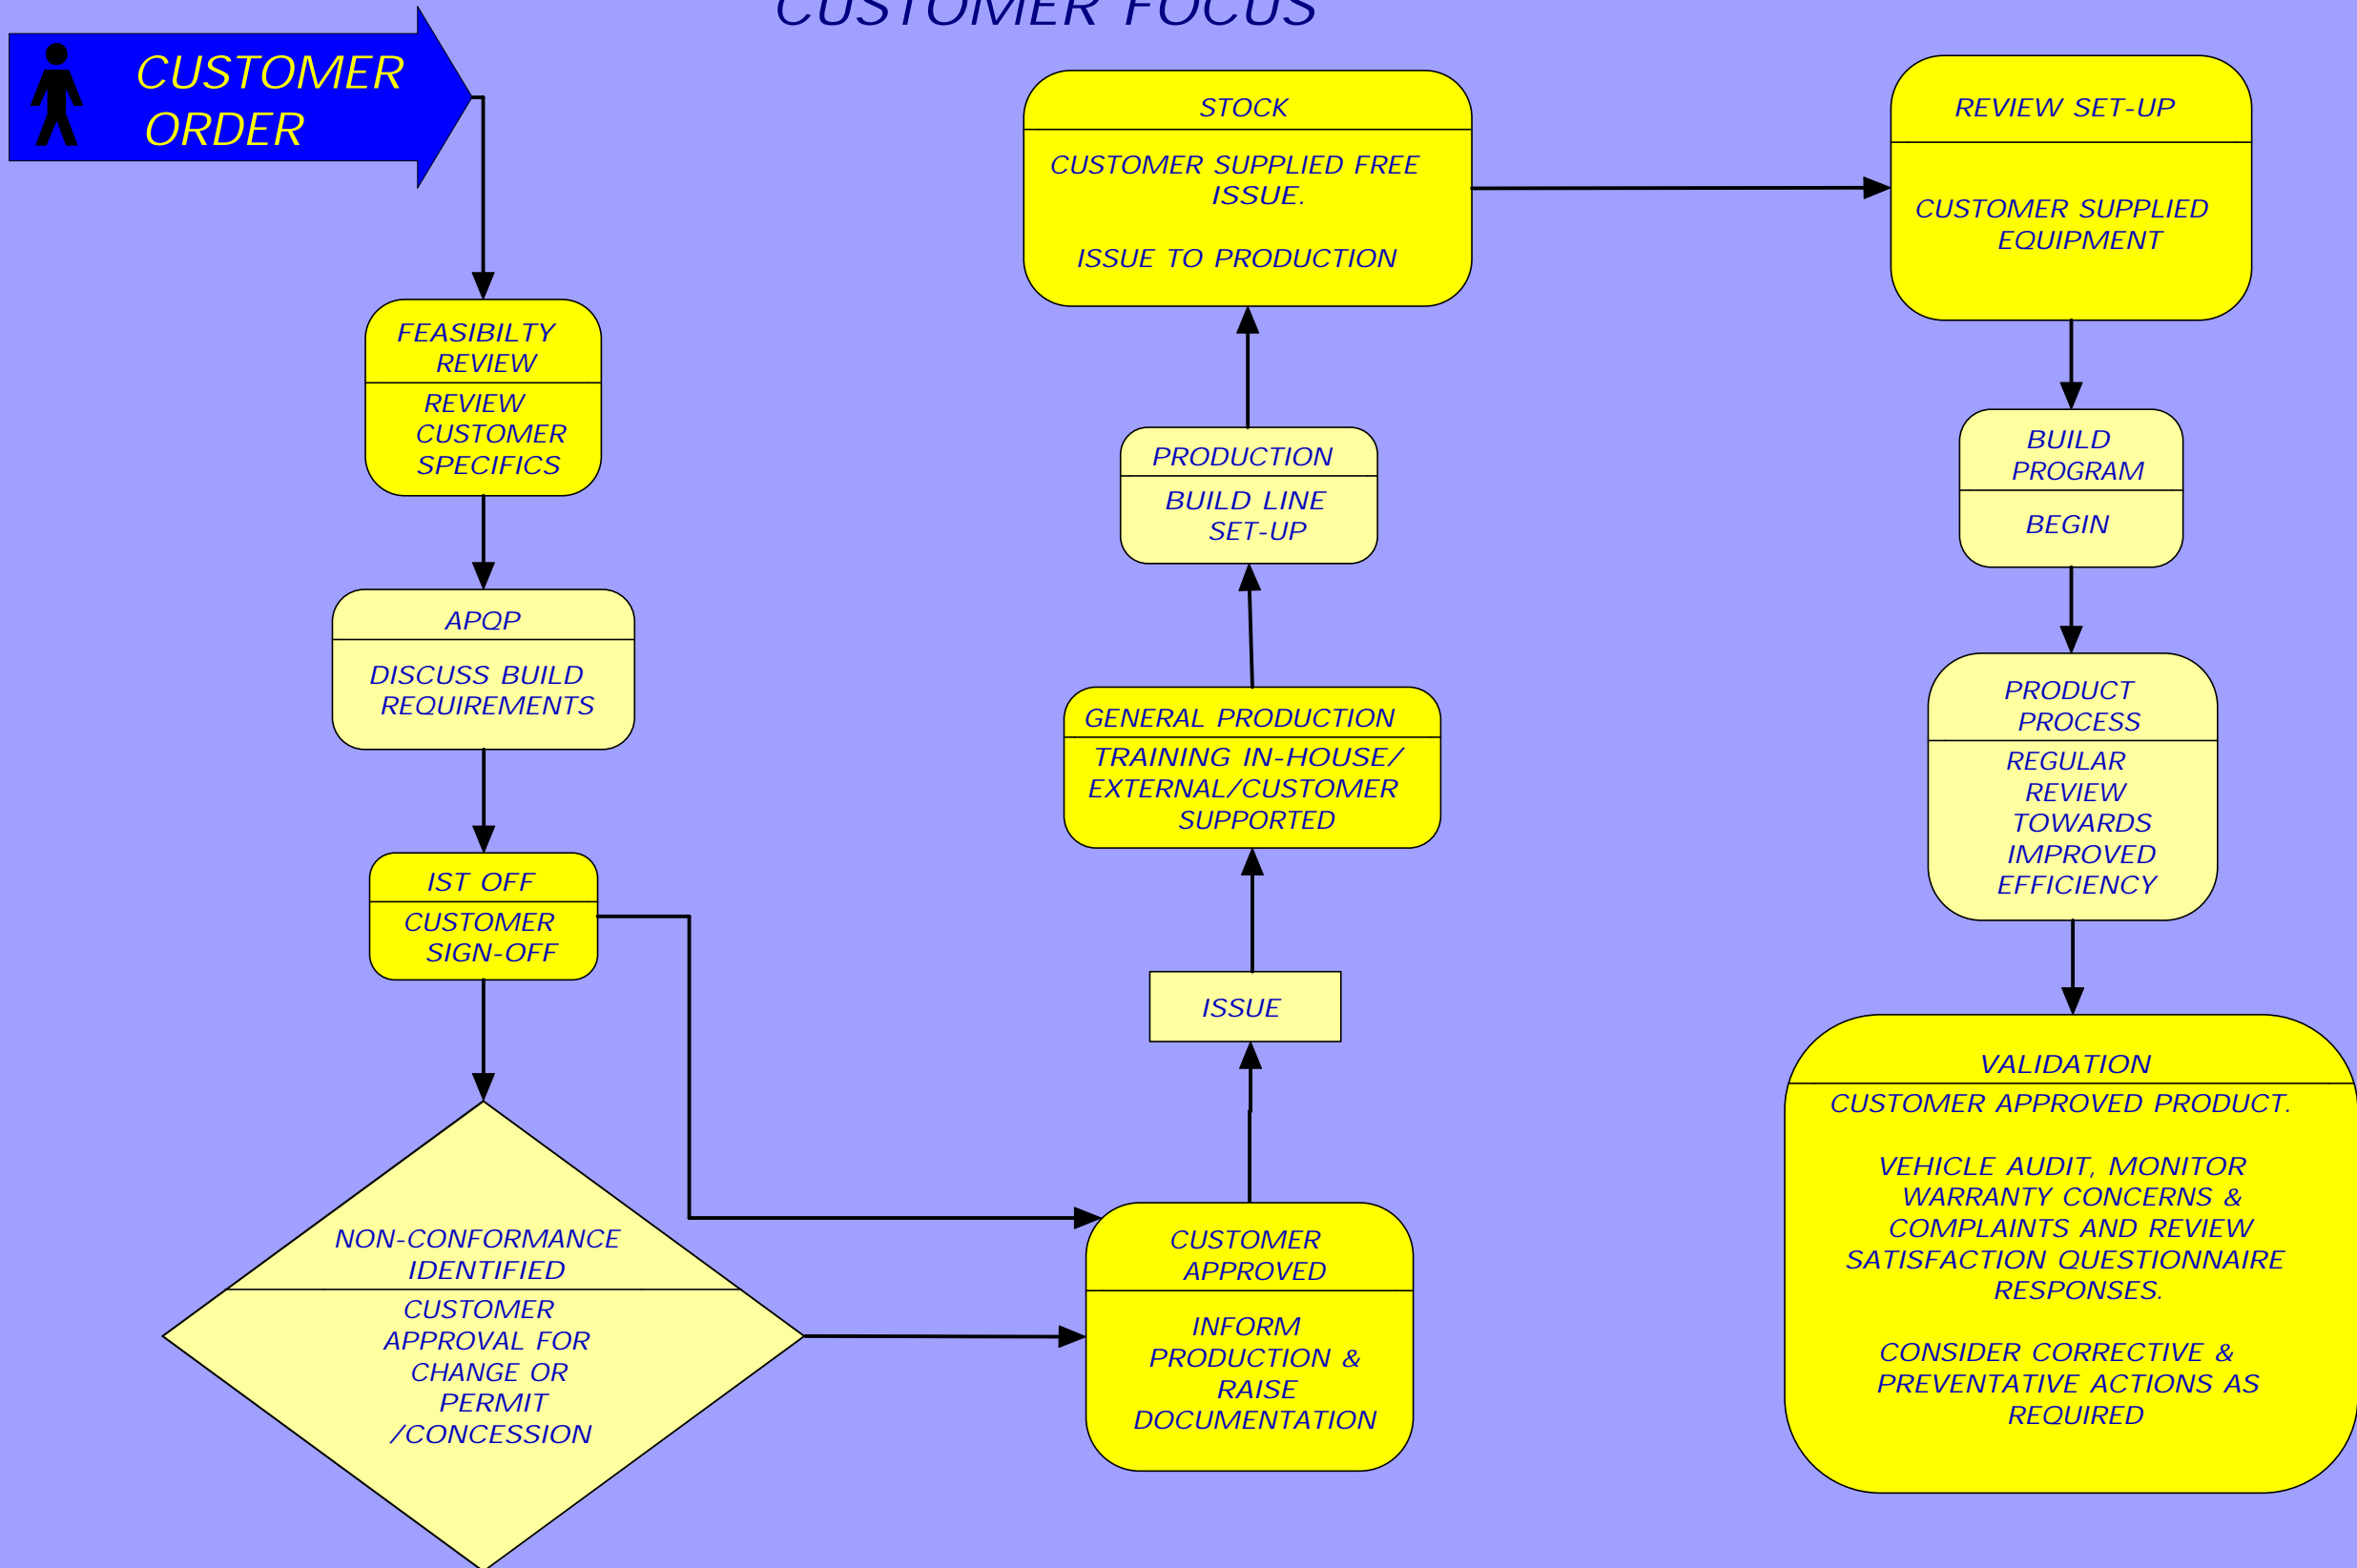 CUSTOMER FOCUS
CUSTOMER
ORDER
FEASIBILTY
REVIEW
REVIEW
CUSTOMER
SPECIFICS
APQP
DISCUSS BUILD
REQUIREMENTS
IST OFF
CUSTOMER
SIGN-OFF
NON-CONFORMANCE
IDENTIFIED
CUSTOMER
APPROVAL FOR
CHANGE OR
PERMIT
/CONCESSION
CUSTOMER
APPROVED
INFORM
PRODUCTION &
RAISE
DOCUMENTATION
ISSUE
GENERAL PRODUCTION
TRAINING IN-HOUSE/
EXTERNAL/CUSTOMER
SUPPORTED
PRODUCTION
BUILD LINE
SET-UP
STOCK
CUSTOMER SUPPLIED FREE
ISSUE.
ISSUE TO PRODUCTION
REVIEW SET-UP
CUSTOMER SUPPLIED
EQUIPMENT
BUILD
PROGRAM
BEGIN
PRODUCT
PROCESS
REGULAR
REVIEW
TOWARDS
IMPROVED
EFFICIENCY
VALIDATION
CUSTOMER APPROVED PRODUCT.
VEHICLE AUDIT, MONITOR
WARRANTY CONCERNS &
COMPLAINTS AND REVIEW
SATISFACTION QUESTIONNAIRE
RESPONSES.
CONSIDER CORRECTIVE &
PREVENTATIVE ACTIONS AS
REQUIRED